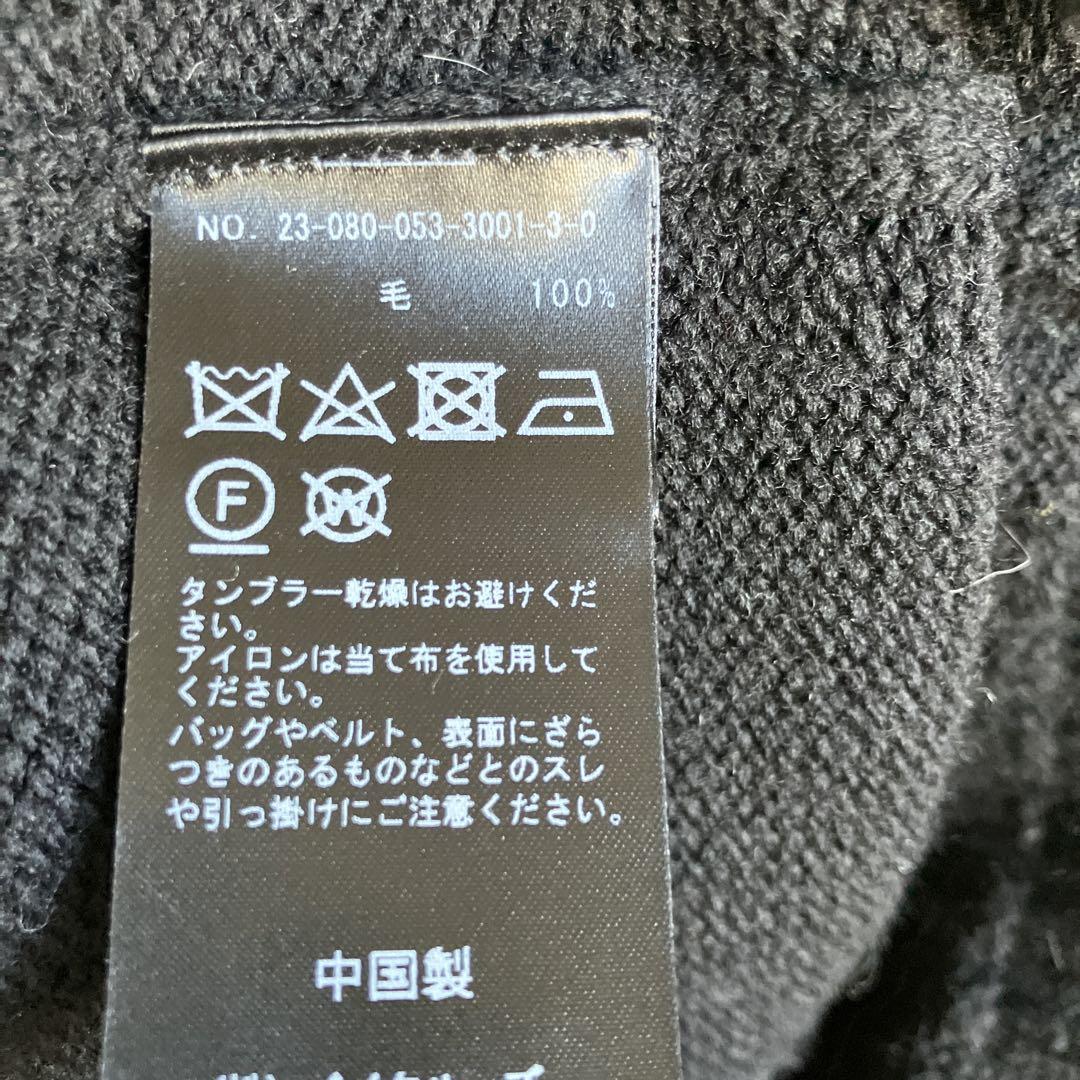 NO. 23-080-053-3001-3-0
毛 100%
F W
タンブラー乾燥はお避けくだ
さい。
アイロンは当て布を使用して
ください。
バッグやベルト、表面にざら
つきのあるものなどとのスレ
や引っ掛けにご注意ください。
中国製